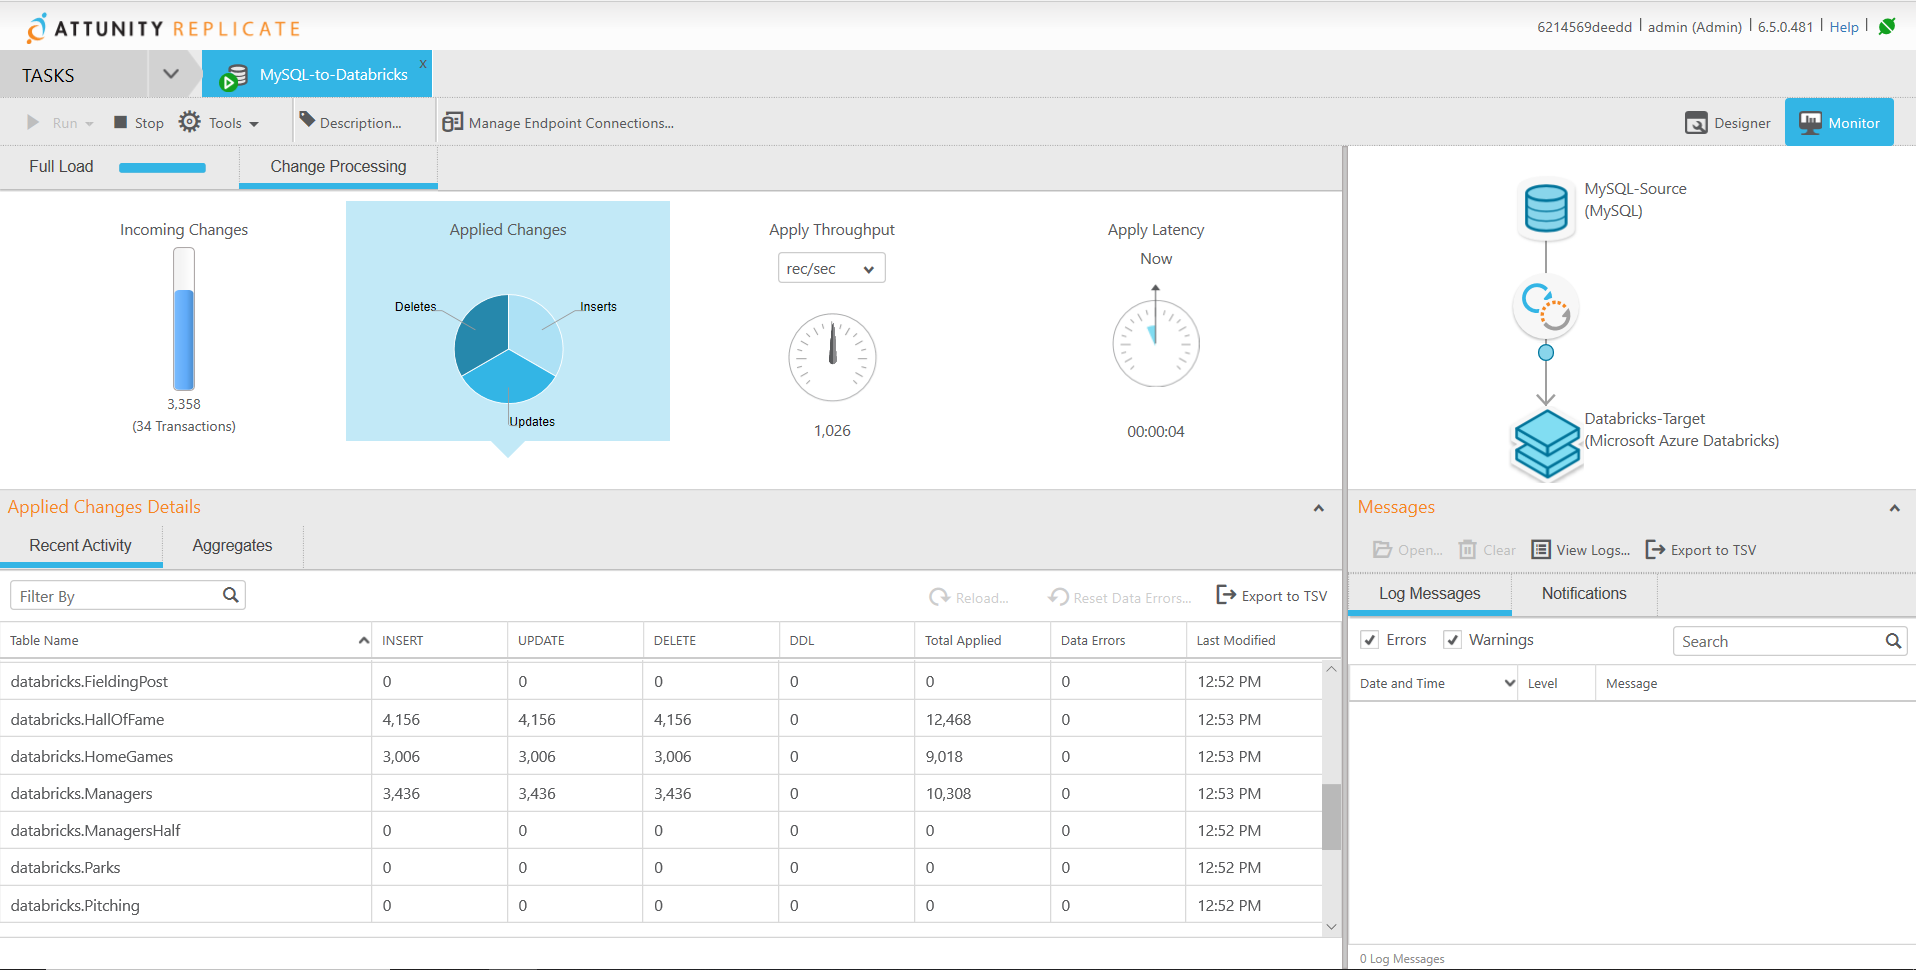 ATTUNITY REPLICATE
6214569deedd admin (Admin) 6.5.0.481 Help
TASKS MySQL-to-Databricks x
Run Stop Tools Description... Manage Endpoint Connections... Designer Monitor
Full Load Change Processing
Incoming Changes
3,358
(34 Transactions)
Applied Changes
Deletes
Inserts
Updates
Apply Throughput
rec/sec
1,026
Apply Latency
Now
00:00:04
MySQL-Source
(MySQL)
Databricks-Target
(Microsoft Azure Databricks)
Applied Changes Details
Recent Activity Aggregates
Filter By Reload... Reset Data Errors... Export to TSV
Table Name INSERT UPDATE DELETE DDL Total Applied Data Errors Last Modified
databricks.FieldingPost 0 0 0 0 0 0 12:52 PM
databricks.HallOfFame 4,156 4,156 4,156 0 12,468 0 12:53 PM
databricks.HomeGames 3,006 3,006 3,006 0 9,018 0 12:53 PM
databricks.Managers 3,436 3,436 3,436 0 10,308 0 12:53 PM
databricks.ManagersHalf 0 0 0 0 0 0 12:52 PM
databricks.Parks 0 0 0 0 0 0 12:52 PM
databricks.Pitching 0 0 0 0 0 0 12:52 PM
Messages
Open... Clear View Logs... Export to TSV
Log Messages Notifications
Errors Warnings Search
Date and Time Level Message
0 Log Messages